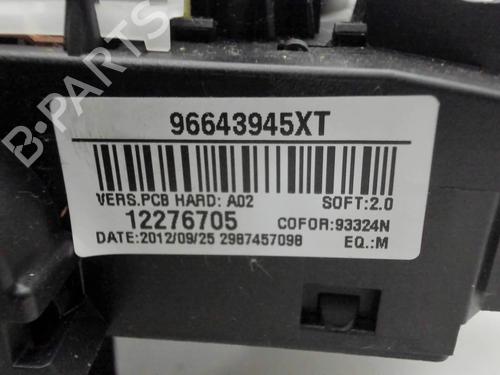 96643945XT
VERS.PCB HARD: A02 SOFT:2.0
12276705 COFOR:93324N
DATE:2012/09/25 2987457098 EQ.:M
B-PARTS